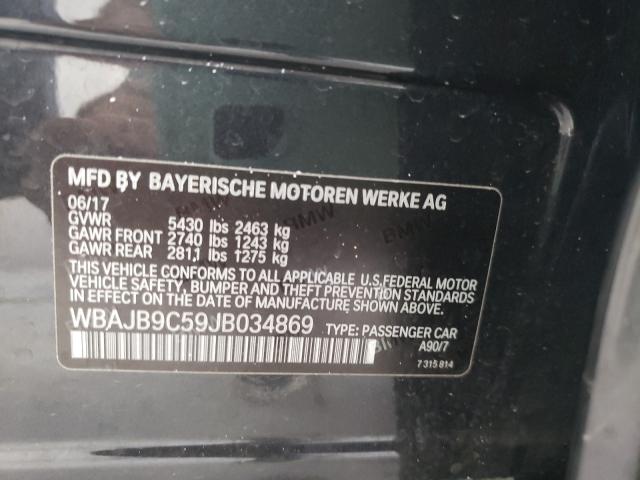 MFD BY BAYERISCHE MOTOREN WERKE AG
06/17
GVWR 5430 lbs 2463 kg
GAWR FRONT 2740 lbs 1243 kg
GAWR REAR 2811 lbs 1275 kg
THIS VEHICLE CONFORMS TO ALL APPLICABLE U.S.FEDERAL MOTOR
VEHICLE SAFETY, BUMPER AND THEFT PREVENTION STANDARDS
IN EFFECT ON THE DATE OF MANUFACTURE SHOWN ABOVE.
WBAJB9C59JB034869 TYPE: PASSENGER CAR
A90/7
7 315 814